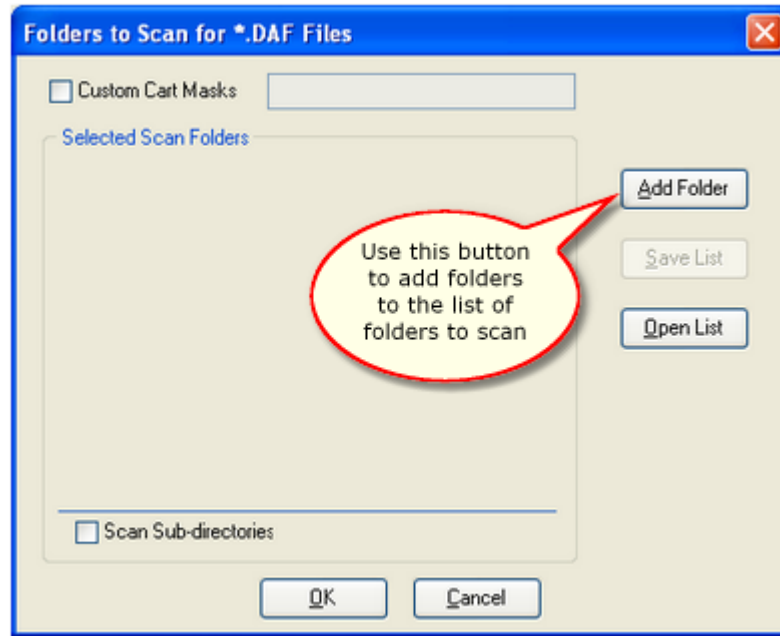 Folders to Scan for *.DAF Files
Custom Cart Masks
Selected Scan Folders
Add Folder
Use this button
to add folders
to the list of
folders to scan
Save List
Open List
Scan Sub-directories
OK
Cancel